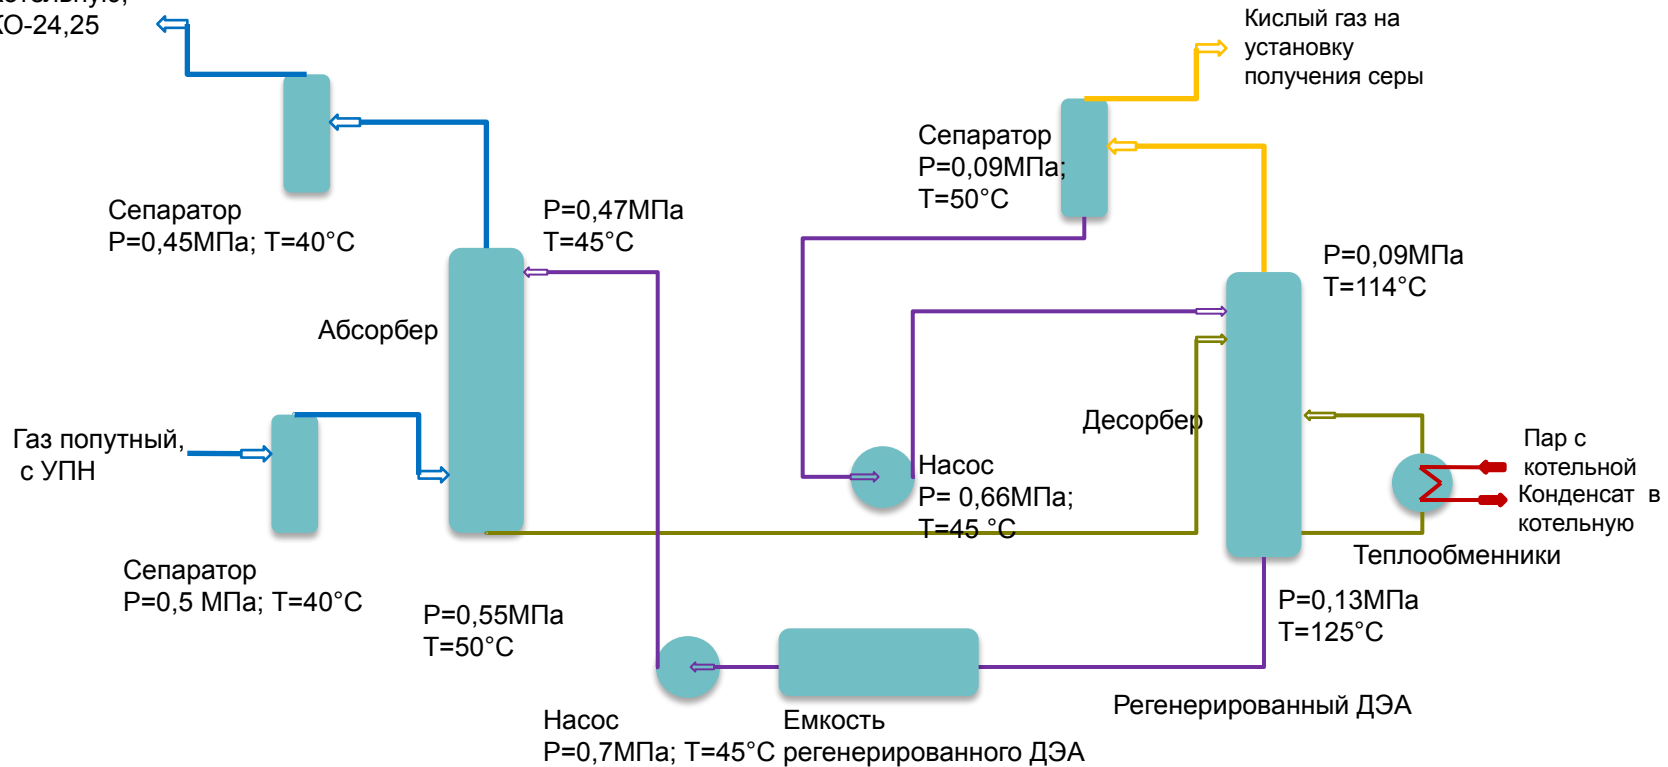 КО-24,25
Кислый газ на
установку
получения серы
Сепаратор
Р=0,09МПа;
Т=50°С
Сепаратор
Р=0,45МПа; Т=40°С
Р=0,47МПа
Т=45°С
Р=0,09МПа
Т=114°С
Абсорбер
Десорбер
Газ попутный,
с УПН
Насос
Р= 0,66МПа;
Т=45 °С
Пар с
котельной
Конденсат в
котельную
Теплообменники
Сепаратор
Р=0,5 МПа; Т=40°С
Р=0,55МПа
Т=50°С
Р=0,13МПа
Т=125°С
Регенерированный ДЭА
Насос
Р=0,7МПа; Т=45°С
Емкость
регенерированного ДЭА